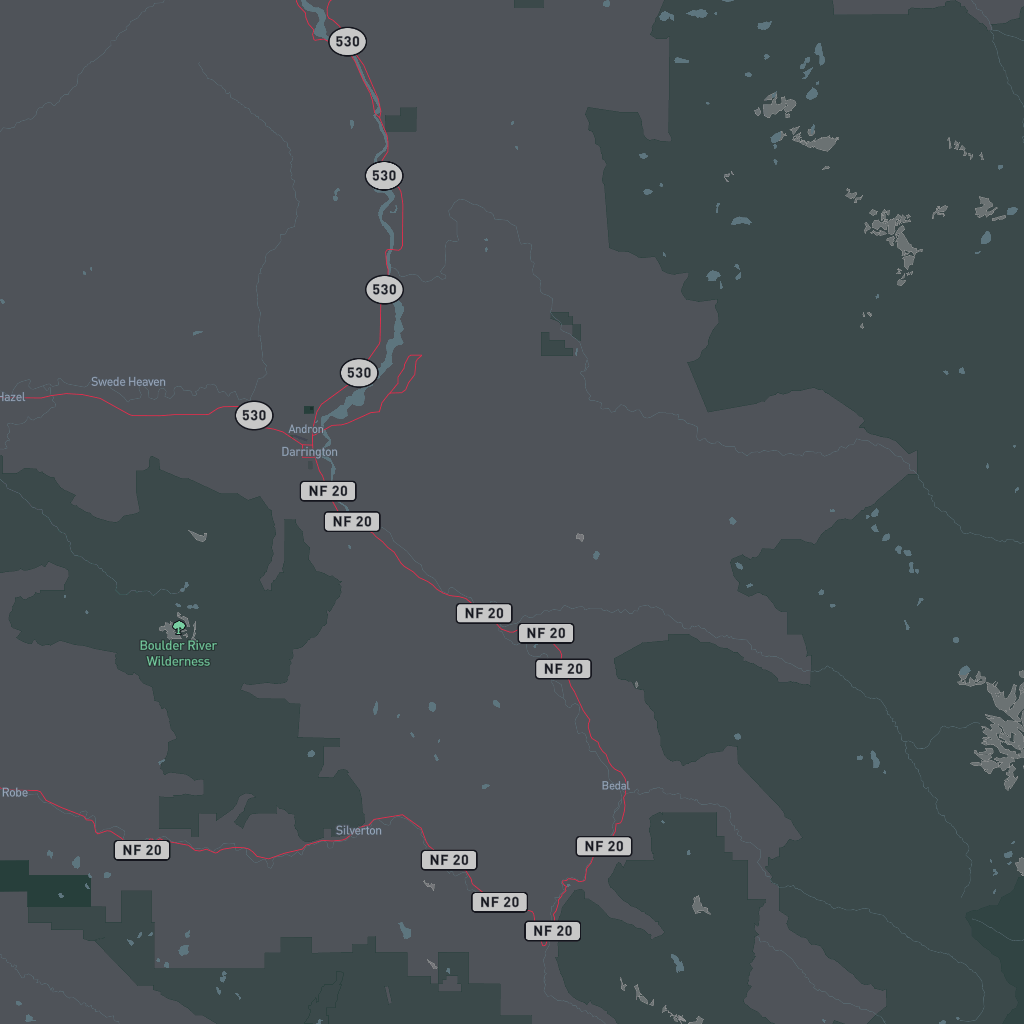 530
530
530
530
Swede Heaven
Hazel
530
Andron
Darrington
NF 20
NF 20
NF 20
NF 20
Boulder River
Wilderness
NF 20
Bedal
Robe
Silverton
NF 20
NF 20
NF 20
NF 20
NF 20